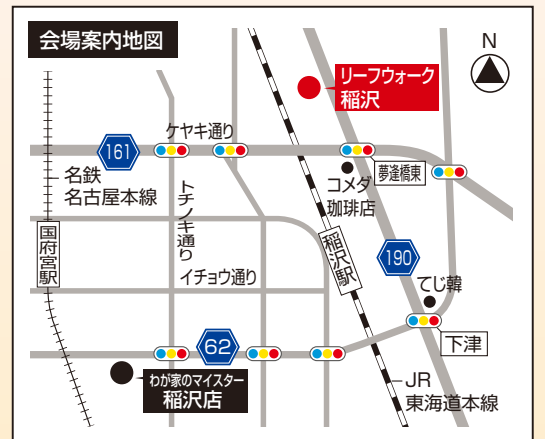 会場案内地図
N
リーフウォーク
稲沢
ケヤキ通り
161
夢逢橋東
コメダ
珈琲店
名鉄
名古屋本線
トチノキ通り
国府宮駅
稲沢駅
190
イチョウ通り
てじ韓
62
下津
わが家のマイスター
稲沢店
JR
東海道本線